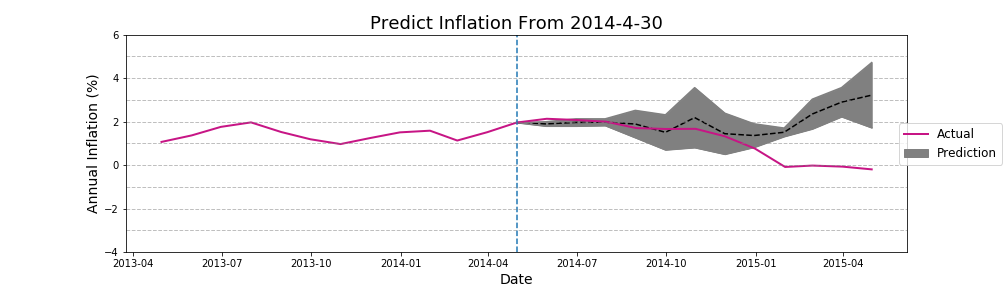 Predict Inflation From 2014-4-30
Annual Inflation (%)
6
4
2
0
−2
−4
2013-04 2013-07 2013-10 2014-01 2014-04 2014-07 2014-10 2015-01 2015-04
Date
Actual
Prediction